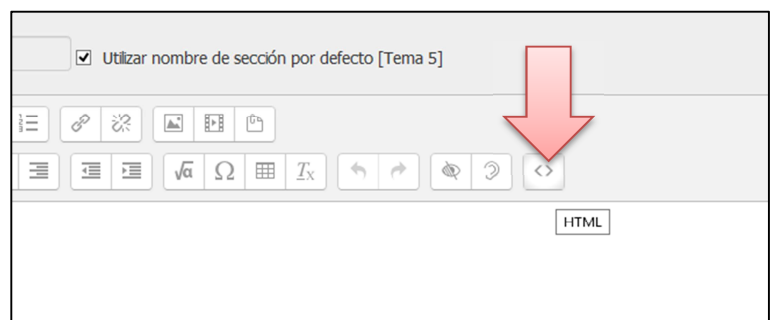 Utilizar nombre de sección por defecto [Tema 5]
HTML